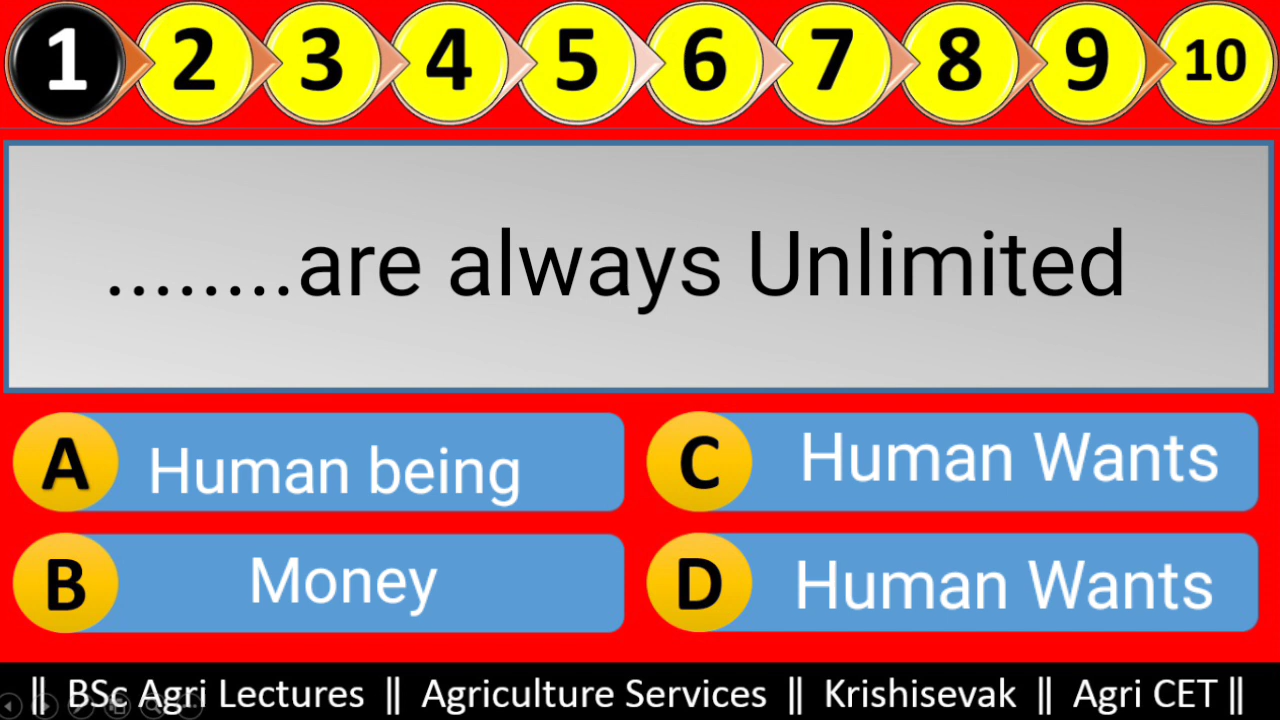 1 2 3 4 5 6 7 8 9 10
........are always Unlimited
A Human being
B Money
C Human Wants
D Human Wants
|| BSc Agri Lectures || Agriculture Services || Krishisevak || Agri CET ||